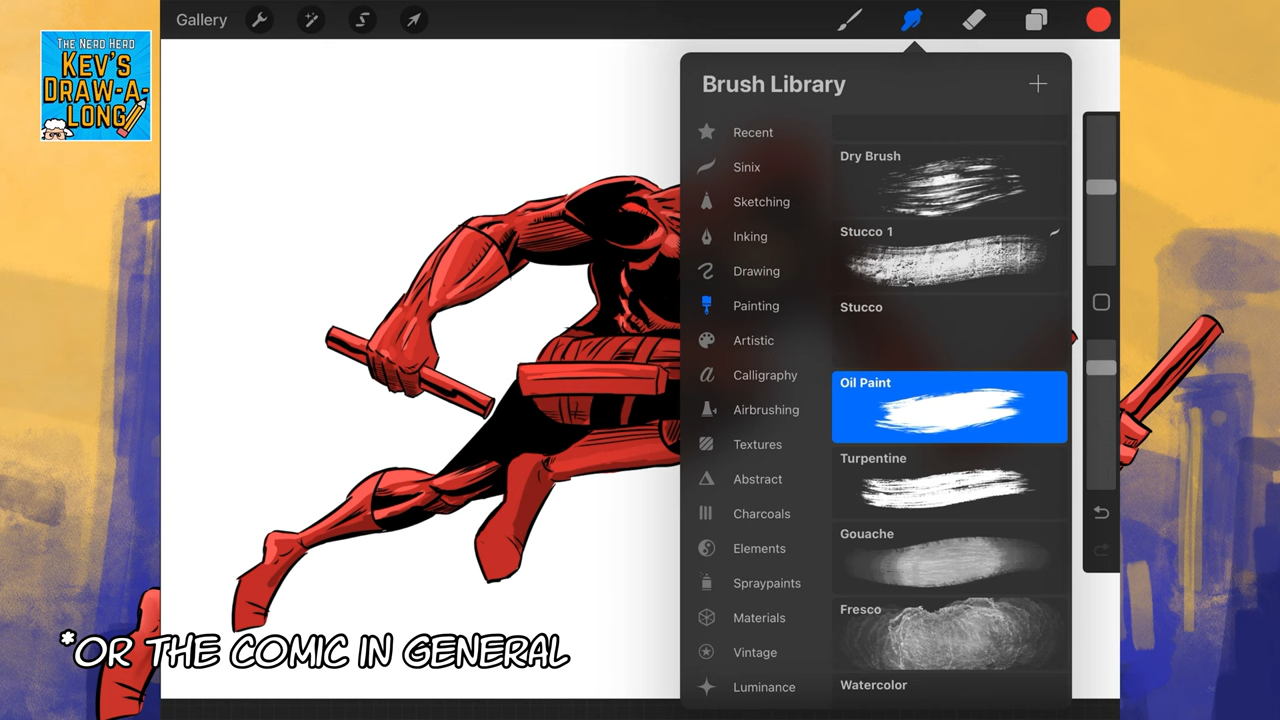 Gallery
THE NERD HERO
KEV'S
DRAW-A-
LONG
Brush Library
Recent
Sinix
Sketching
Inking
Drawing
Painting
Artistic
Calligraphy
Airbrushing
Textures
Abstract
Charcoals
Elements
Spraypaints
Materials
Vintage
Luminance
Dry Brush
Stucco 1
Stucco
Oil Paint
Turpentine
Gouache
Fresco
Watercolor
*OR THE COMIC IN GENERAL